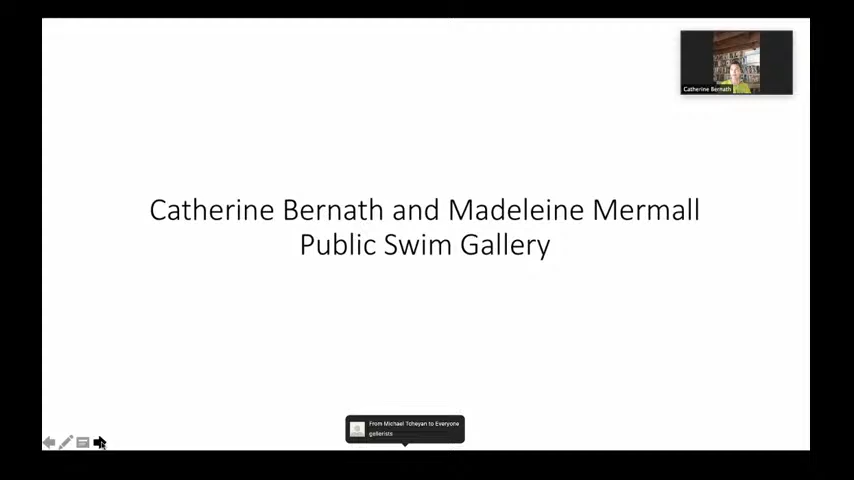 Catherine Bernath
Catherine Bernath and Madeleine Mermall
Public Swim Gallery
From Michael Tcheyan to Everyone
gallerists